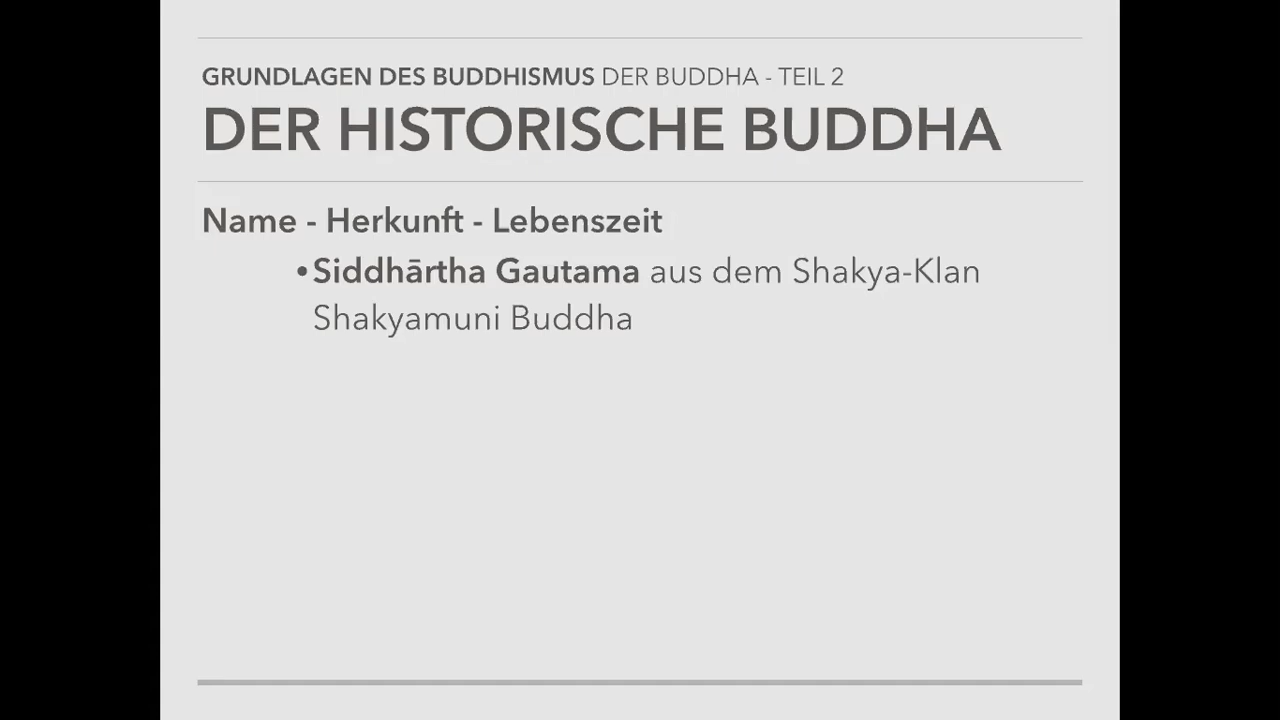 GRUNDLAGEN DES BUDDHISMUS DER BUDDHA - TEIL 2
DER HISTORISCHE BUDDHA
Name - Herkunft - Lebenszeit
•Siddhārtha Gautama aus dem Shakya-Klan
Shakyamuni Buddha